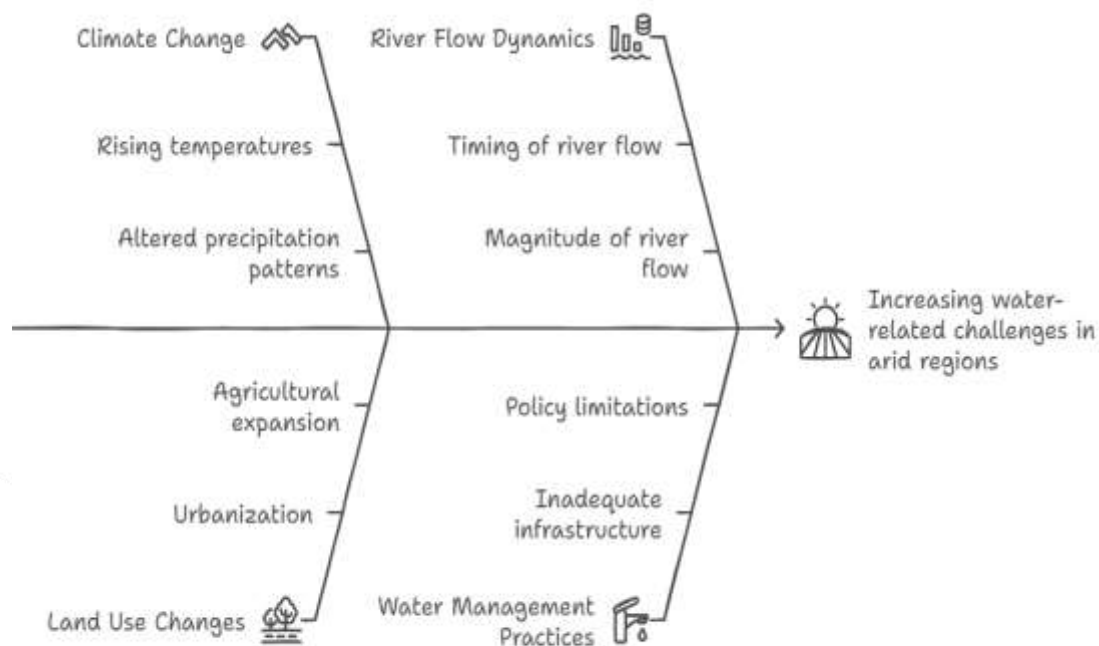 Climate Change
River Flow Dynamics
Rising temperatures
Timing of river flow
Altered precipitation
patterns
Magnitude of river
flow
Increasing water-
related challenges in
arid regions
Agricultural
expansion
Policy limitations
Urbanization
Inadequate
infrastructure
Land Use Changes
Water Management
Practices